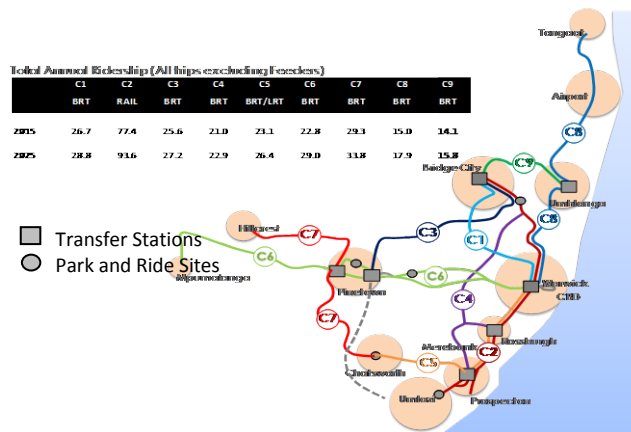 Tongaat
Total Annual Ridership (All trips excluding Feeders)
C1 C2 C3 C4 C5 C6 C7 C8 C9
BRT RAIL BRT BRT BRT/LRT BRT BRT BRT BRT
2015 26.7 77.4 25.6 21.0 23.1 22.8 29.3 15.0 14.1
2025 28.8 93.6 27.2 22.9 26.4 29.0 33.8 17.9 15.8
Airport
C8
C9
Bridge City
Umhlanga
C8
Hillcrest
C7
C3
C1
Transfer Stations
Park and Ride Sites
C6
Mpumalanga
C6
Pinetown
Warwick
CBD
C4
C7
Rossburgh
Merebank
C2
C5
Chatsworth
Umlazi
Prospecton